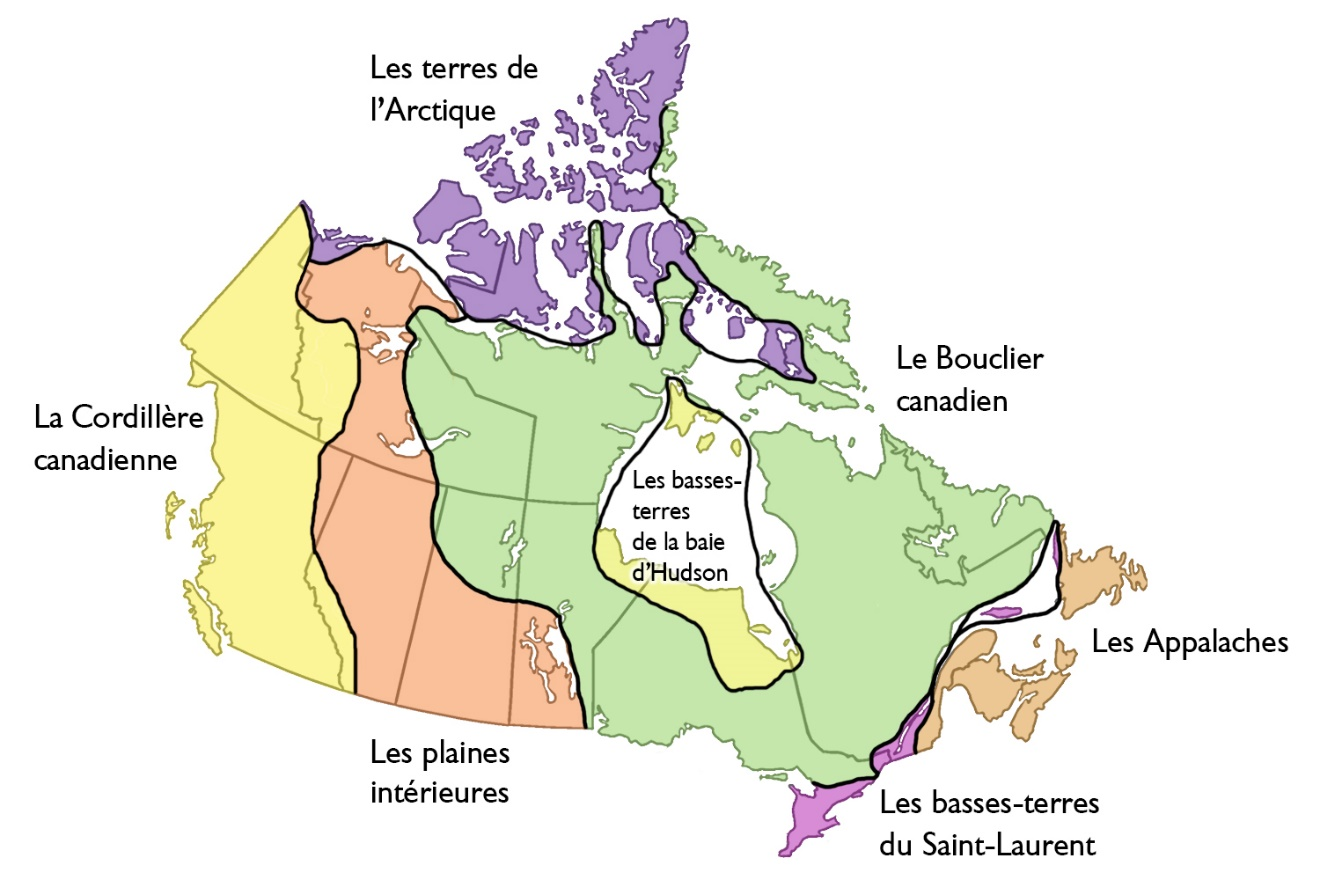 Les terres de
l'Arctique
Le Bouclier
canadien
La Cordillère
canadienne
Les basses-
terres
de la baie
d'Hudson
Les Appalaches
Les plaines
intérieures
Les basses-terres
du Saint-Laurent